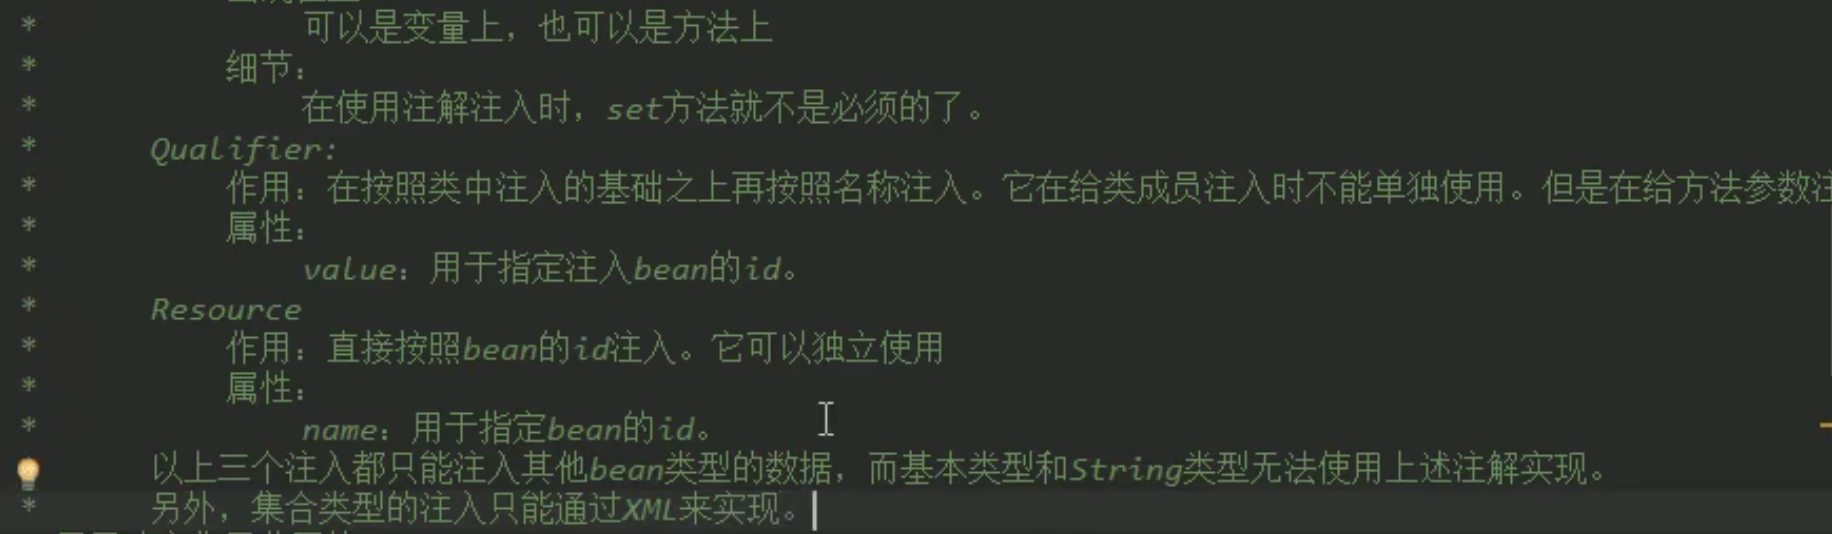 * 可以是变量上，也可以是方法上
* 细节：
* 在使用注解注入时，set方法就不是必须的了。
* Qualifier:
* 作用：在按照类中注入的基础之上再按照名称注入。它在给类成员注入时不能单独使用。但是在给方法参数注
* 属性：
* value：用于指定注入bean的id。
* Resource
* 作用：直接按照bean的id注入。它可以独立使用
* 属性：
* name：用于指定bean的id。
以上三个注入都只能注入其他bean类型的数据，而基本类型和String类型无法使用上述注解实现。
* 另外，集合类型的注入只能通过XML来实现。